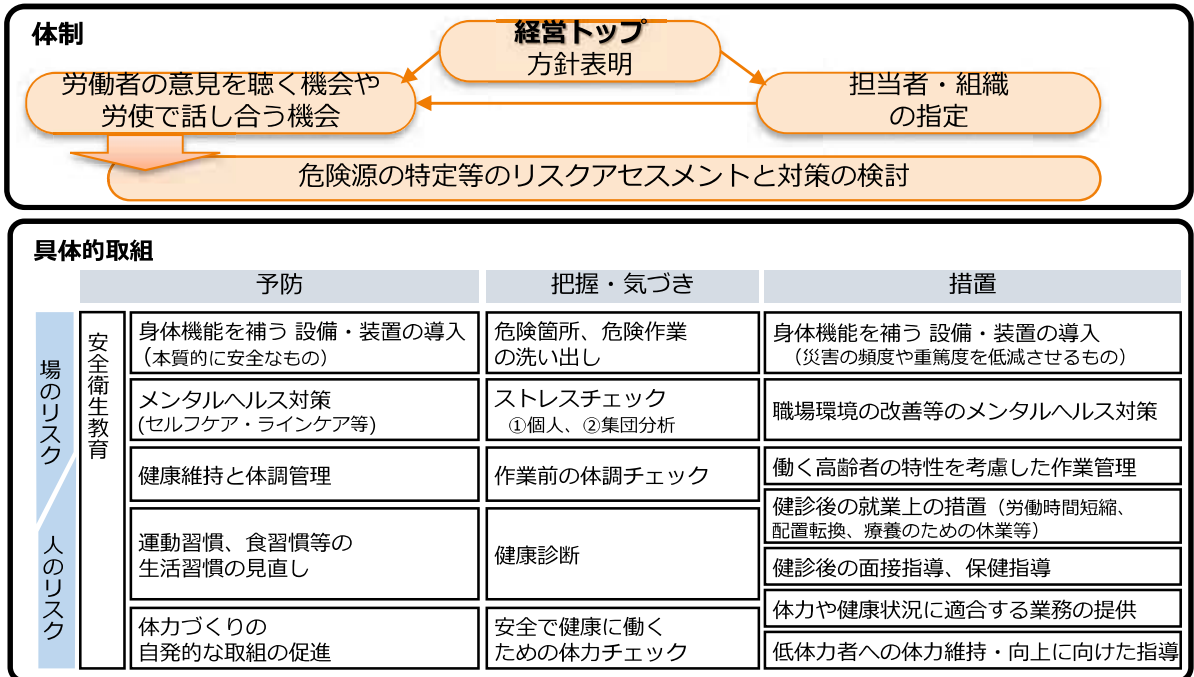 体制
経営トップ
方針表明
労働者の意見を聴く機会や
労使で話し合う機会
担当者・組織
の指定
危険源の特定等のリスクアセスメントと対策の検討
具体的取組
予防
把握・気づき
措置
場のリスク
人のリスク
安全衛生教育
身体機能を補う 設備・装置の導入
（本質的に安全なもの）
危険箇所、危険作業
の洗い出し
身体機能を補う 設備・装置の導入
（災害の頻度や重篤度を低減させるもの）
メンタルヘルス対策
(セルフケア・ラインケア等)
ストレスチェック
①個人、②集団分析
職場環境の改善等のメンタルヘルス対策
健康維持と体調管理
作業前の体調チェック
働く高齢者の特性を考慮した作業管理
健診後の就業上の措置（労働時間短縮、
配置転換、療養のための休業等）
運動習慣、食習慣等の
生活習慣の見直し
健康診断
健診後の面接指導、保健指導
体力や健康状況に適合する業務の提供
体力づくりの
自発的な取組の促進
安全で健康に働く
ための体力チェック
低体力者への体力維持・向上に向けた指導